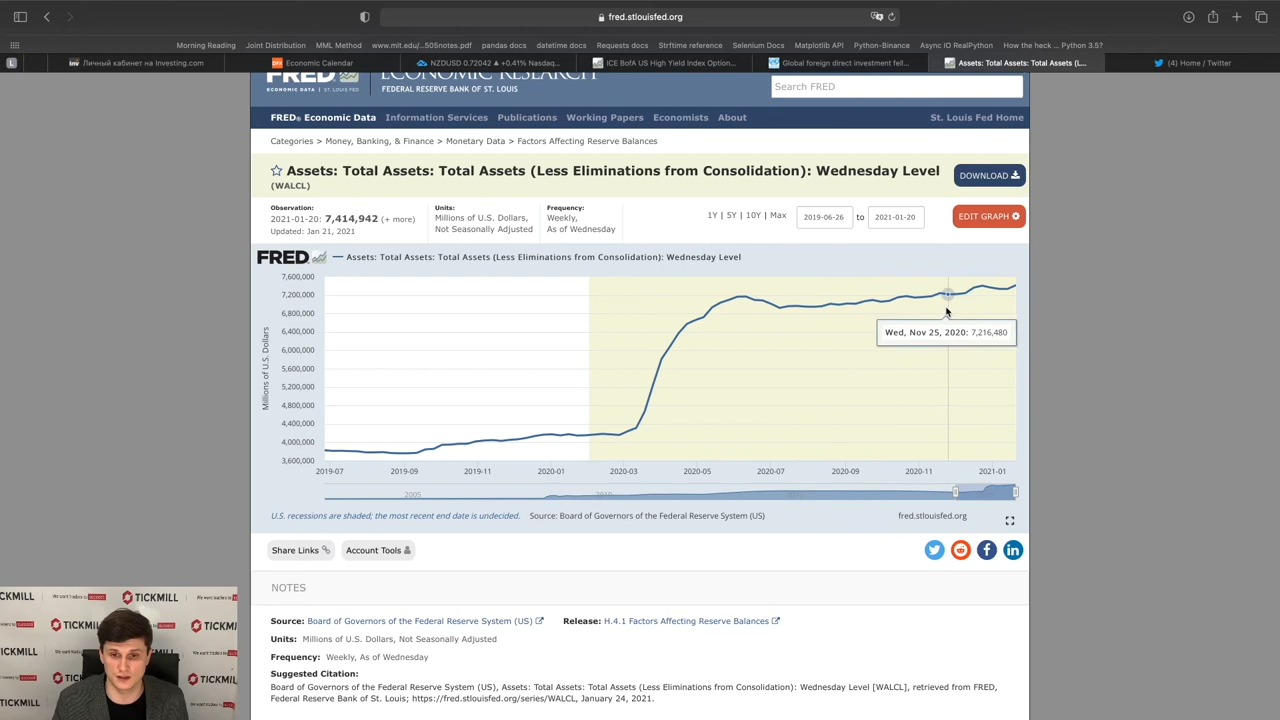 fred.stlouisfed.org
Morning Reading
Joint Distribution
MML Method
www.mit.edu/...505notes.pdf
pandas docs
datetime docs
Requests docs
Strftime reference
Selenium Docs
Matplotlib API
Python-Binance
Async IO RealPython
How the heck ... Python 3.5?
L
Личный кабинет на Investing.com
Economic Calendar
NZDUSD 0.72042 ▲ +0.41% Nasdaq...
ICE BofA US High Yield Index Option...
Global foreign direct investment fell...
Assets: Total Assets: Total Assets (L...
(4) Home / Twitter
FRED
ECONOMIC RESEARCH
ECONOMIC DATA | ST. LOUIS FED
FEDERAL RESERVE BANK OF ST. LOUIS
Search FRED
FRED® Economic Data
Information Services
Publications
Working Papers
Economists
About
St. Louis Fed Home
Categories > Money, Banking, & Finance > Monetary Data > Factors Affecting Reserve Balances
Assets: Total Assets: Total Assets (Less Eliminations from Consolidation): Wednesday Level
(WALCL)
DOWNLOAD
Observation:
2021-01-20: 7,414,942 (+ more)
Updated: Jan 21, 2021
Units:
Millions of U.S. Dollars,
Not Seasonally Adjusted
Frequency:
Weekly,
As of Wednesday
1Y | 5Y | 10Y | Max
2019-06-26
to
2021-01-20
EDIT GRAPH
FRED
Assets: Total Assets: Total Assets (Less Eliminations from Consolidation): Wednesday Level
Millions of U.S. Dollars
7,600,000
7,200,000
6,800,000
6,400,000
6,000,000
5,600,000
5,200,000
4,800,000
4,400,000
4,000,000
3,600,000
Wed, Nov 25, 2020: 7,216,480
2019-07
2019-09
2019-11
2020-01
2020-03
2020-05
2020-07
2020-09
2020-11
2021-01
2005
2010
U.S. recessions are shaded; the most recent end date is undecided.
Source: Board of Governors of the Federal Reserve System (US)
fred.stlouisfed.org
Share Links
Account Tools
NOTES
Source: Board of Governors of the Federal Reserve System (US)
Release: H.4.1 Factors Affecting Reserve Balances
Units: Millions of U.S. Dollars, Not Seasonally Adjusted
Frequency: Weekly, As of Wednesday
Suggested Citation:
Board of Governors of the Federal Reserve System (US), Assets: Total Assets: Total Assets (Less Eliminations from Consolidation): Wednesday Level [WALCL], retrieved from FRED,
Federal Reserve Bank of St. Louis; https://fred.stlouisfed.org/series/WALCL, January 24, 2021.
TICKMILL
TICKMILL
TICKMILL
TICKMILL